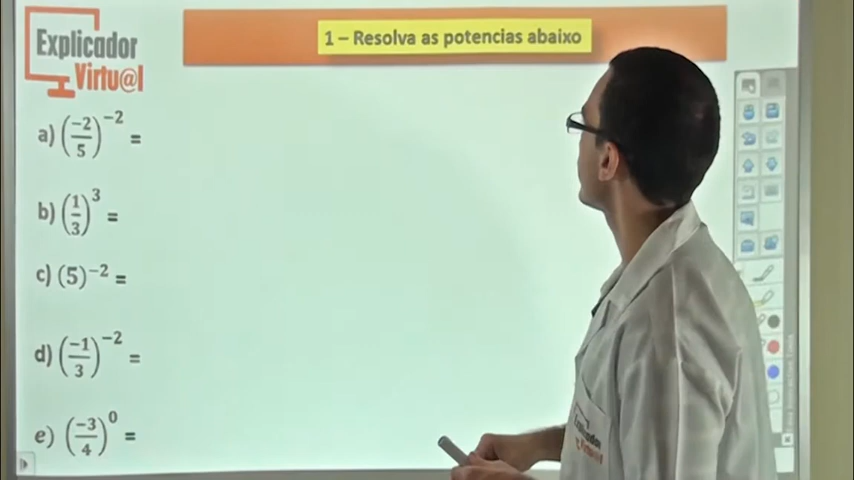 Explicador
Virtu@l
1 – Resolva as potencias abaixo
a) (−2/5)⁻² =
b) (1/3)³ =
c) (5)⁻² =
d) (−1/3)⁻² =
e) (−3/4)⁰ =